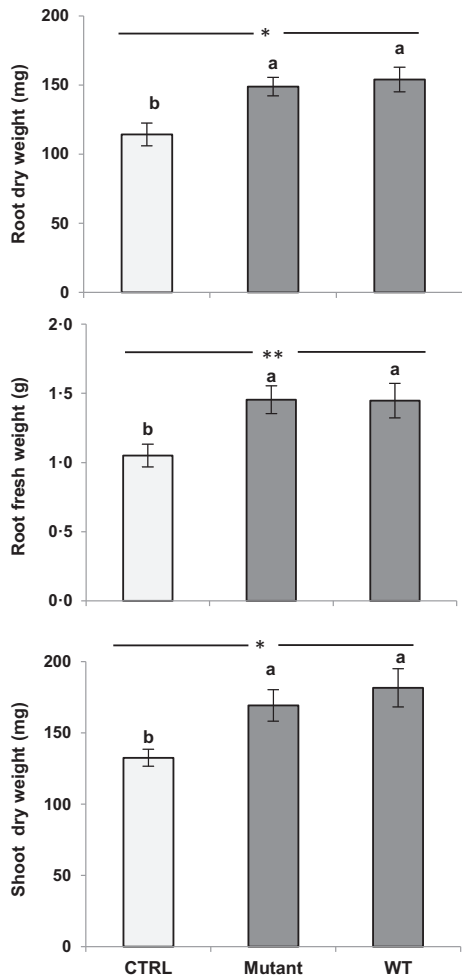 Root dry weight (mg)
200
150
100
50
0
*
b
a
a
Root fresh weight (g)
2·0
1·5
1·0
0·5
0·0
**
b
a
a
Shoot dry weight (mg)
200
150
100
50
0
*
b
a
a
CTRL Mutant WT